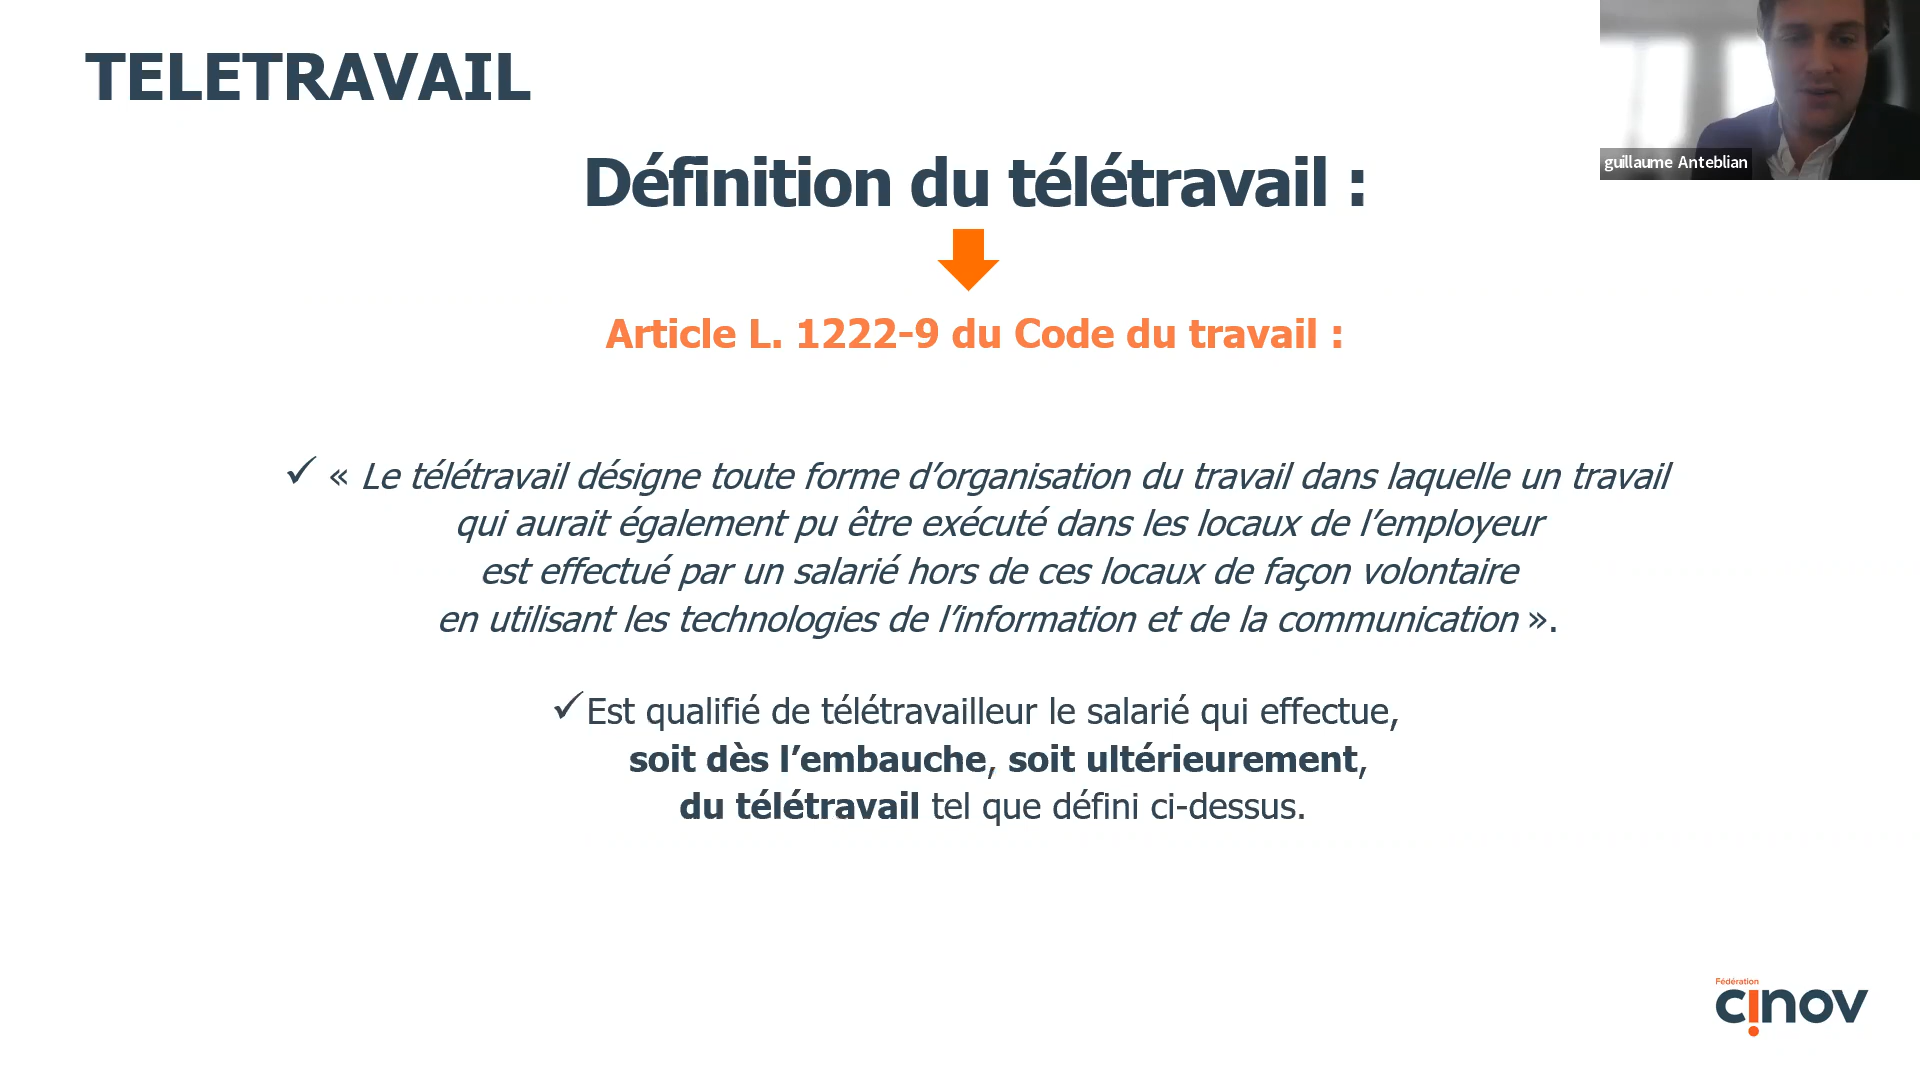 TELETRAVAIL
guillaume Anteblian
Définition du télétravail :
Article L. 1222-9 du Code du travail :
✓ « Le télétravail désigne toute forme d’organisation du travail dans laquelle un travail
qui aurait également pu être exécuté dans les locaux de l’employeur
est effectué par un salarié hors de ces locaux de façon volontaire
en utilisant les technologies de l’information et de la communication ».
✓Est qualifié de télétravailleur le salarié qui effectue,
soit dès l’embauche, soit ultérieurement,
du télétravail tel que défini ci-dessus.
Fédération
cinov